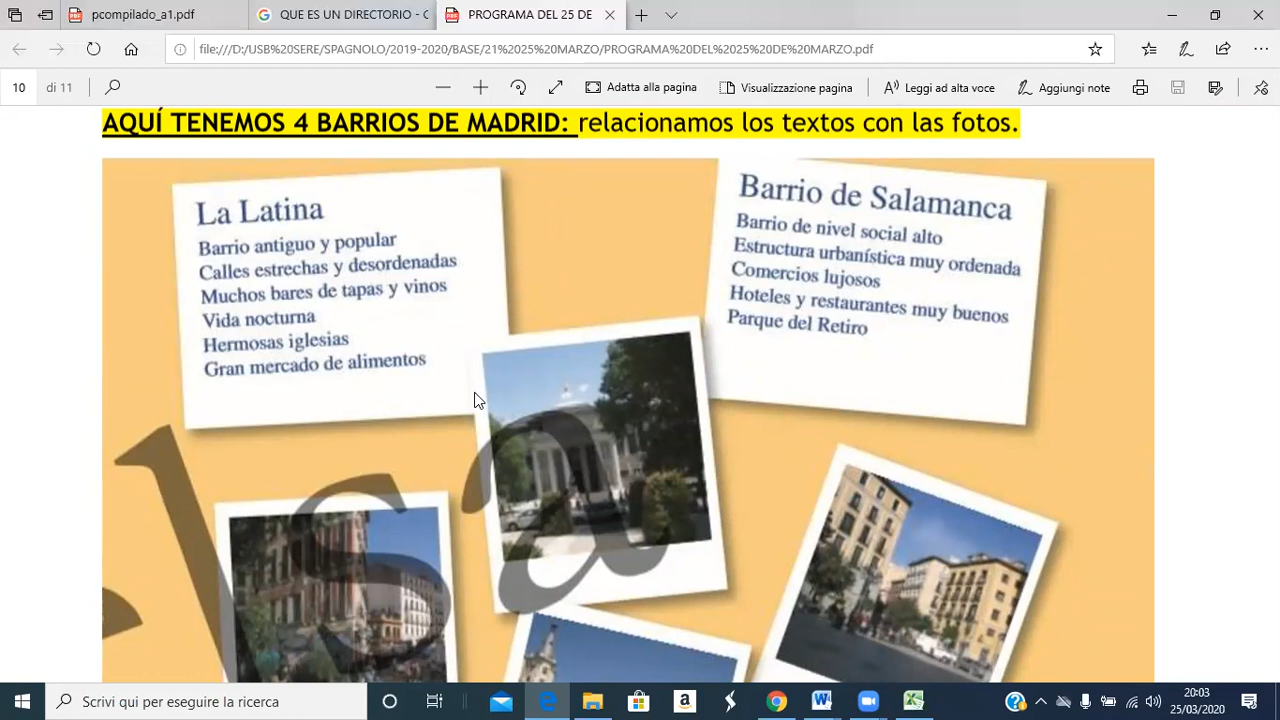 pcompilado_a1.pdf
QUE ES UN DIRECTORIO - C
PROGRAMA DEL 25 DE
file:///D:/USB%20SERE/SPAGNOLO/2019-2020/BASE/21%2025%20MARZO/PROGRAMA%20DEL%2025%20DE%20MARZO.pdf
10 di 11
Adatta alla pagina
Visualizzazione pagina
Leggi ad alta voce
Aggiungi note
AQUÍ TENEMOS 4 BARRIOS DE MADRID: relacionamos los textos con las fotos.
La Latina
Barrio antiguo y popular
Calles estrechas y desordenadas
Muchos bares de tapas y vinos
Vida nocturna
Hermosas iglesias
Gran mercado de alimentos
Barrio de Salamanca
Barrio de nivel social alto
Estructura urbanística muy ordenada
Comercios lujosos
Hoteles y restaurantes muy buenos
Parque del Retiro
lsa
Scrivi qui per eseguire la ricerca
20:03
25/03/2020